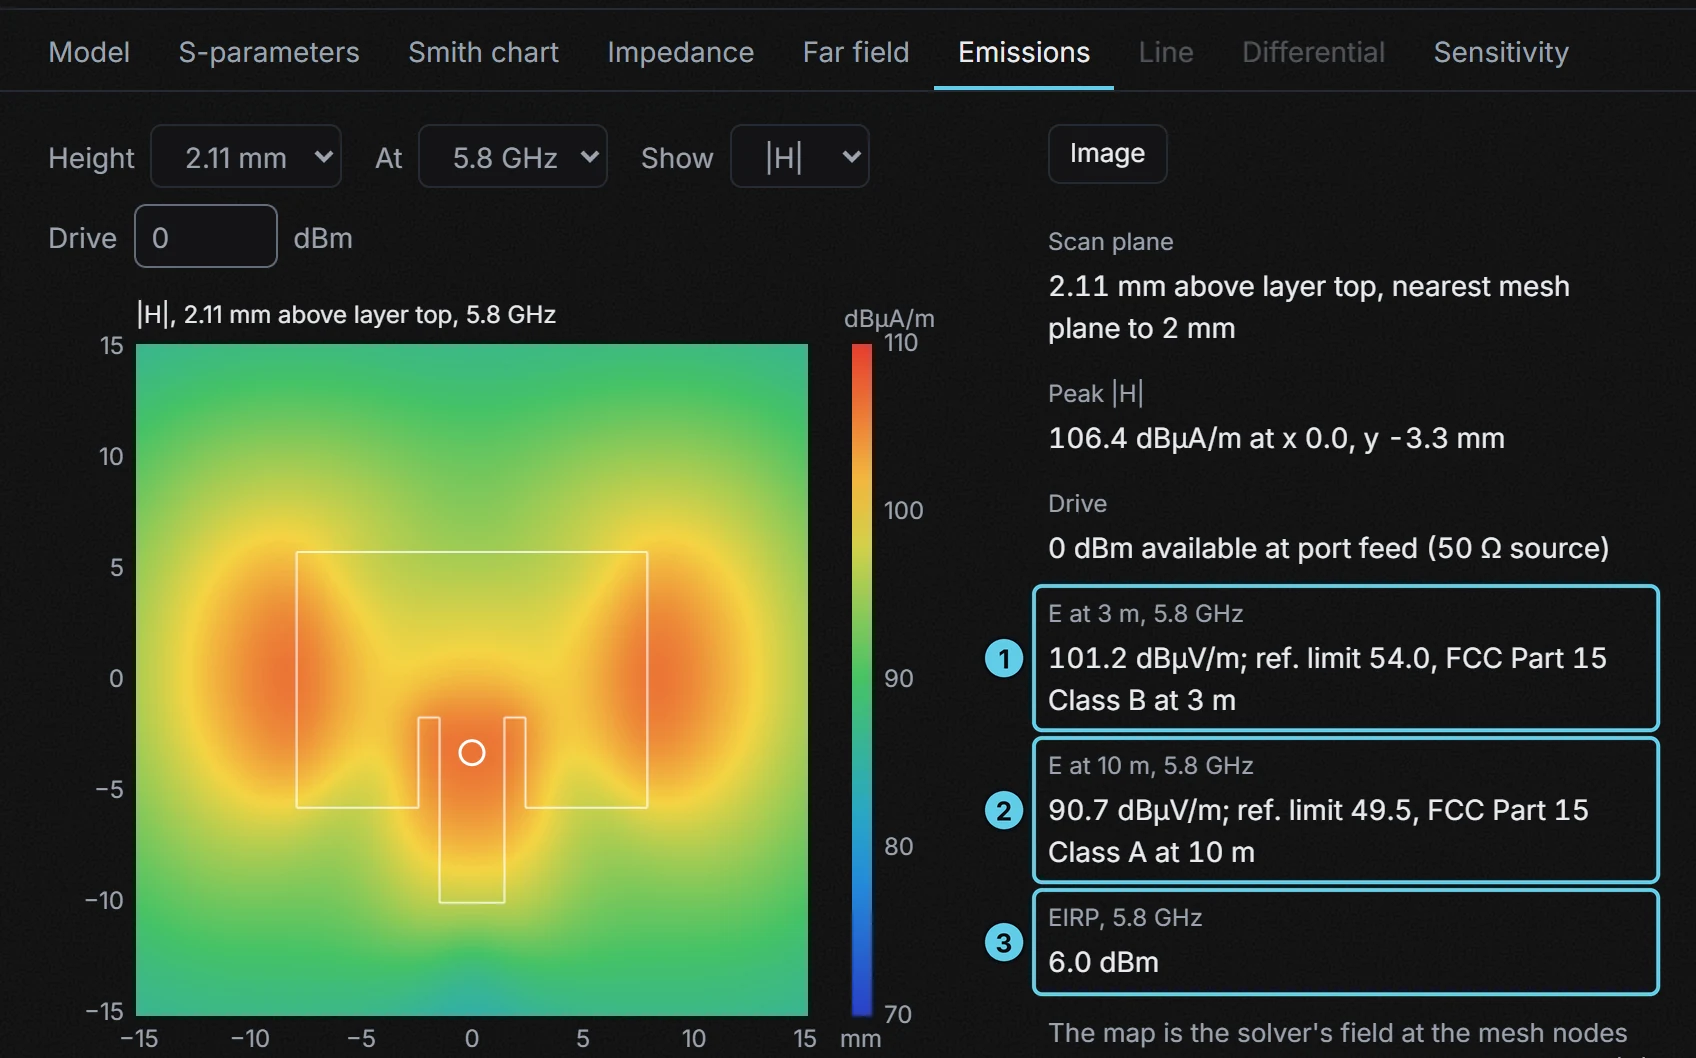 Model S-parameters Smith chart Impedance Far field Emissions Line Differential Sensitivity
Height 2.11 mm At 5.8 GHz Show |H|
Drive 0 dBm
Image
|H|, 2.11 mm above layer top, 5.8 GHz
dBµA/m
110
100
90
80
70
15
10
5
0
−5
−10
−15
−15 −10 −5 0 5 10 15 mm
Scan plane
2.11 mm above layer top, nearest mesh
plane to 2 mm
Peak |H|
106.4 dBµA/m at x 0.0, y -3.3 mm
Drive
0 dBm available at port feed (50 Ω source)
1
E at 3 m, 5.8 GHz
101.2 dBµV/m; ref. limit 54.0, FCC Part 15
Class B at 3 m
2
E at 10 m, 5.8 GHz
90.7 dBµV/m; ref. limit 49.5, FCC Part 15
Class A at 10 m
3
EIRP, 5.8 GHz
6.0 dBm
The map is the solver's field at the mesh nodes